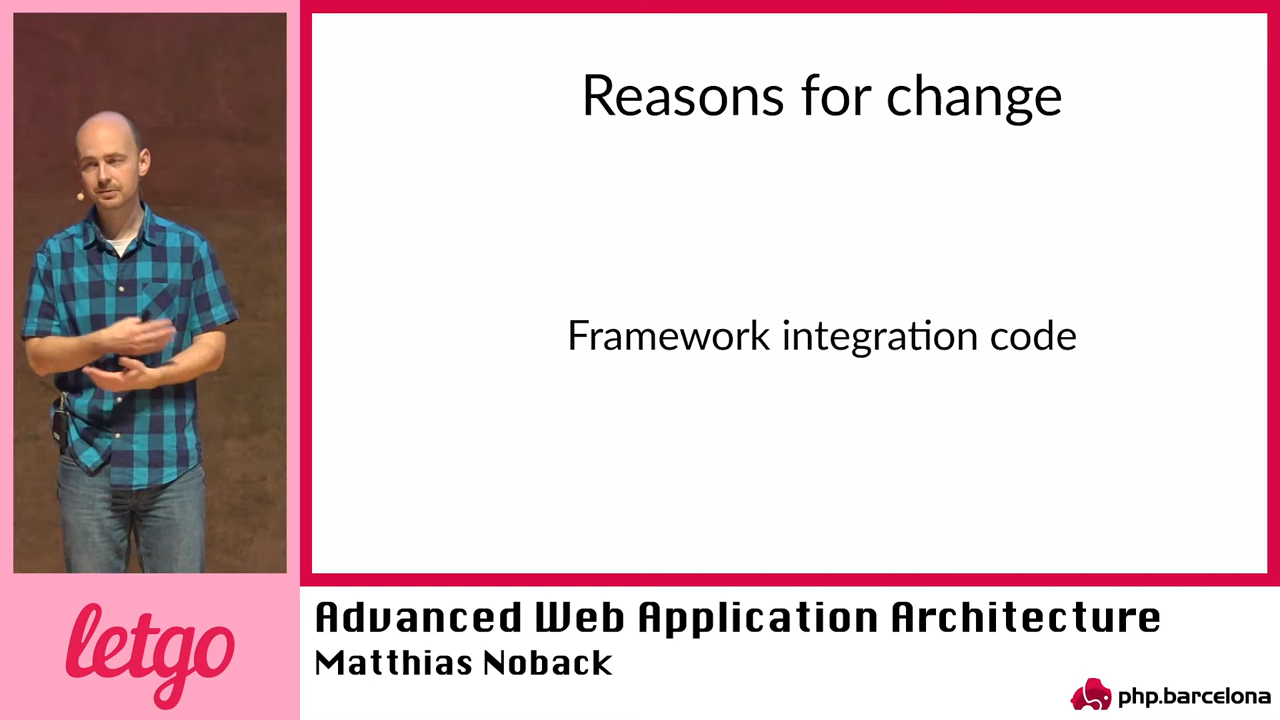 Reasons for change
Framework integration code
letgo
Advanced Web Application Architecture
Matthias Noback
php.barcelona